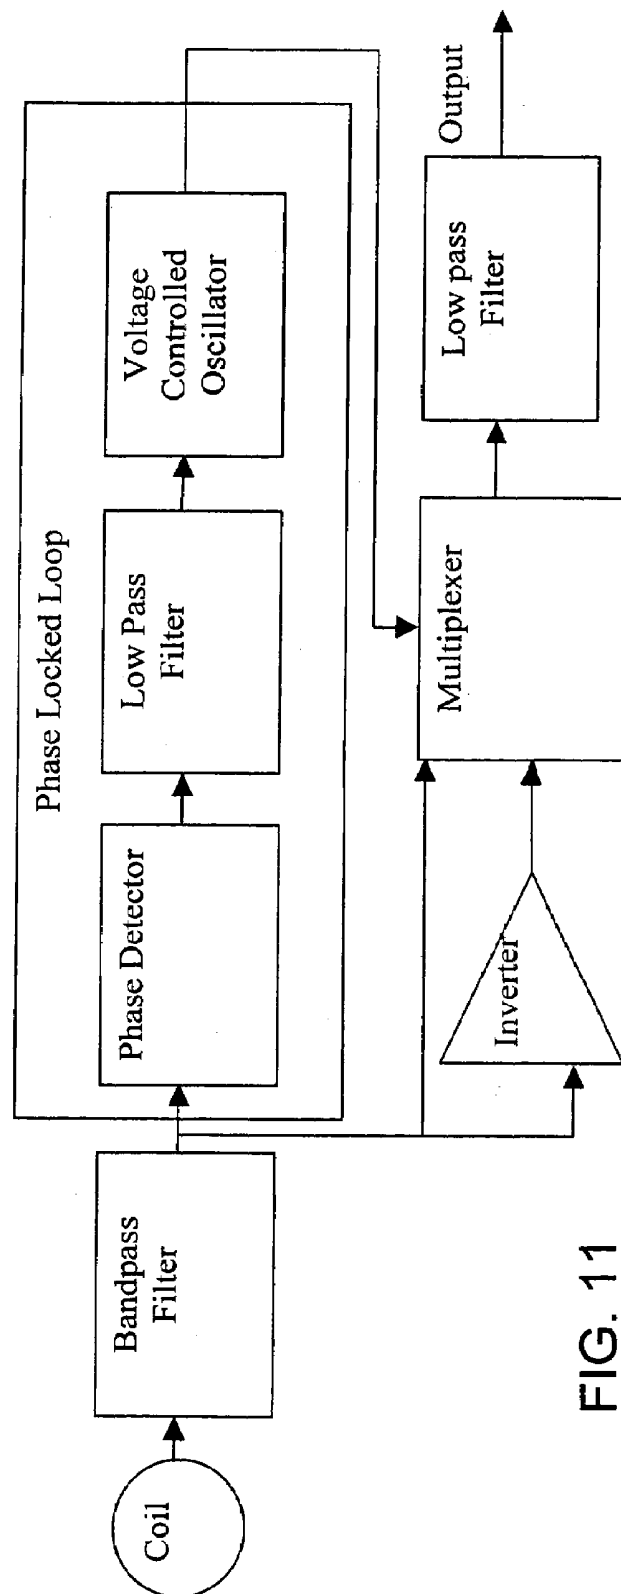 Phase Locked Loop
Coil
Bandpass
Filter
Phase Detector
Low Pass
Filter
Voltage
Controlled
Oscillator
Inverter
Multiplexer
Low pass
Filter
Output
FIG. 11